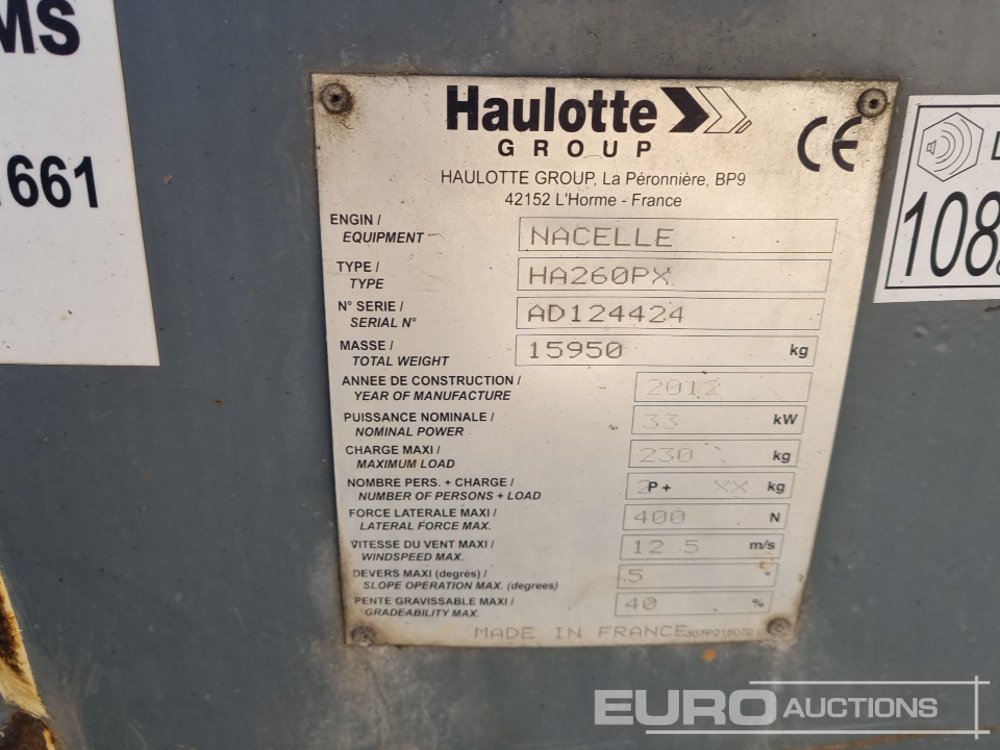 MS
1661
Haulotte
GROUP
CE
HAULOTTE GROUP, La Péronnière, BP9
42152 L'Horme - France
ENGIN /
EQUIPMENT
NACELLE
TYPE /
TYPE
HA260PX
N° SERIE /
SERIAL N°
AD124424
MASSE /
TOTAL WEIGHT
15950 kg
ANNEE DE CONSTRUCTION /
YEAR OF MANUFACTURE
2012
PUISSANCE NOMINALE /
NOMINAL POWER
33 kW
CHARGE MAXI /
MAXIMUM LOAD
230 kg
NOMBRE PERS. + CHARGE /
NUMBER OF PERSONS + LOAD
2P + XX kg
FORCE LATERALE MAXI /
LATERAL FORCE MAX.
400 N
VITESSE DU VENT MAXI /
WINDSPEED MAX.
12.5 m/s
DEVERS MAXI (degrés) /
SLOPE OPERATION MAX. (degrees)
5 °
PENTE GRAVISSABLE MAXI /
GRADEABILITY MAX.
40 %
MADE IN FRANCE
108
EURO AUCTIONS